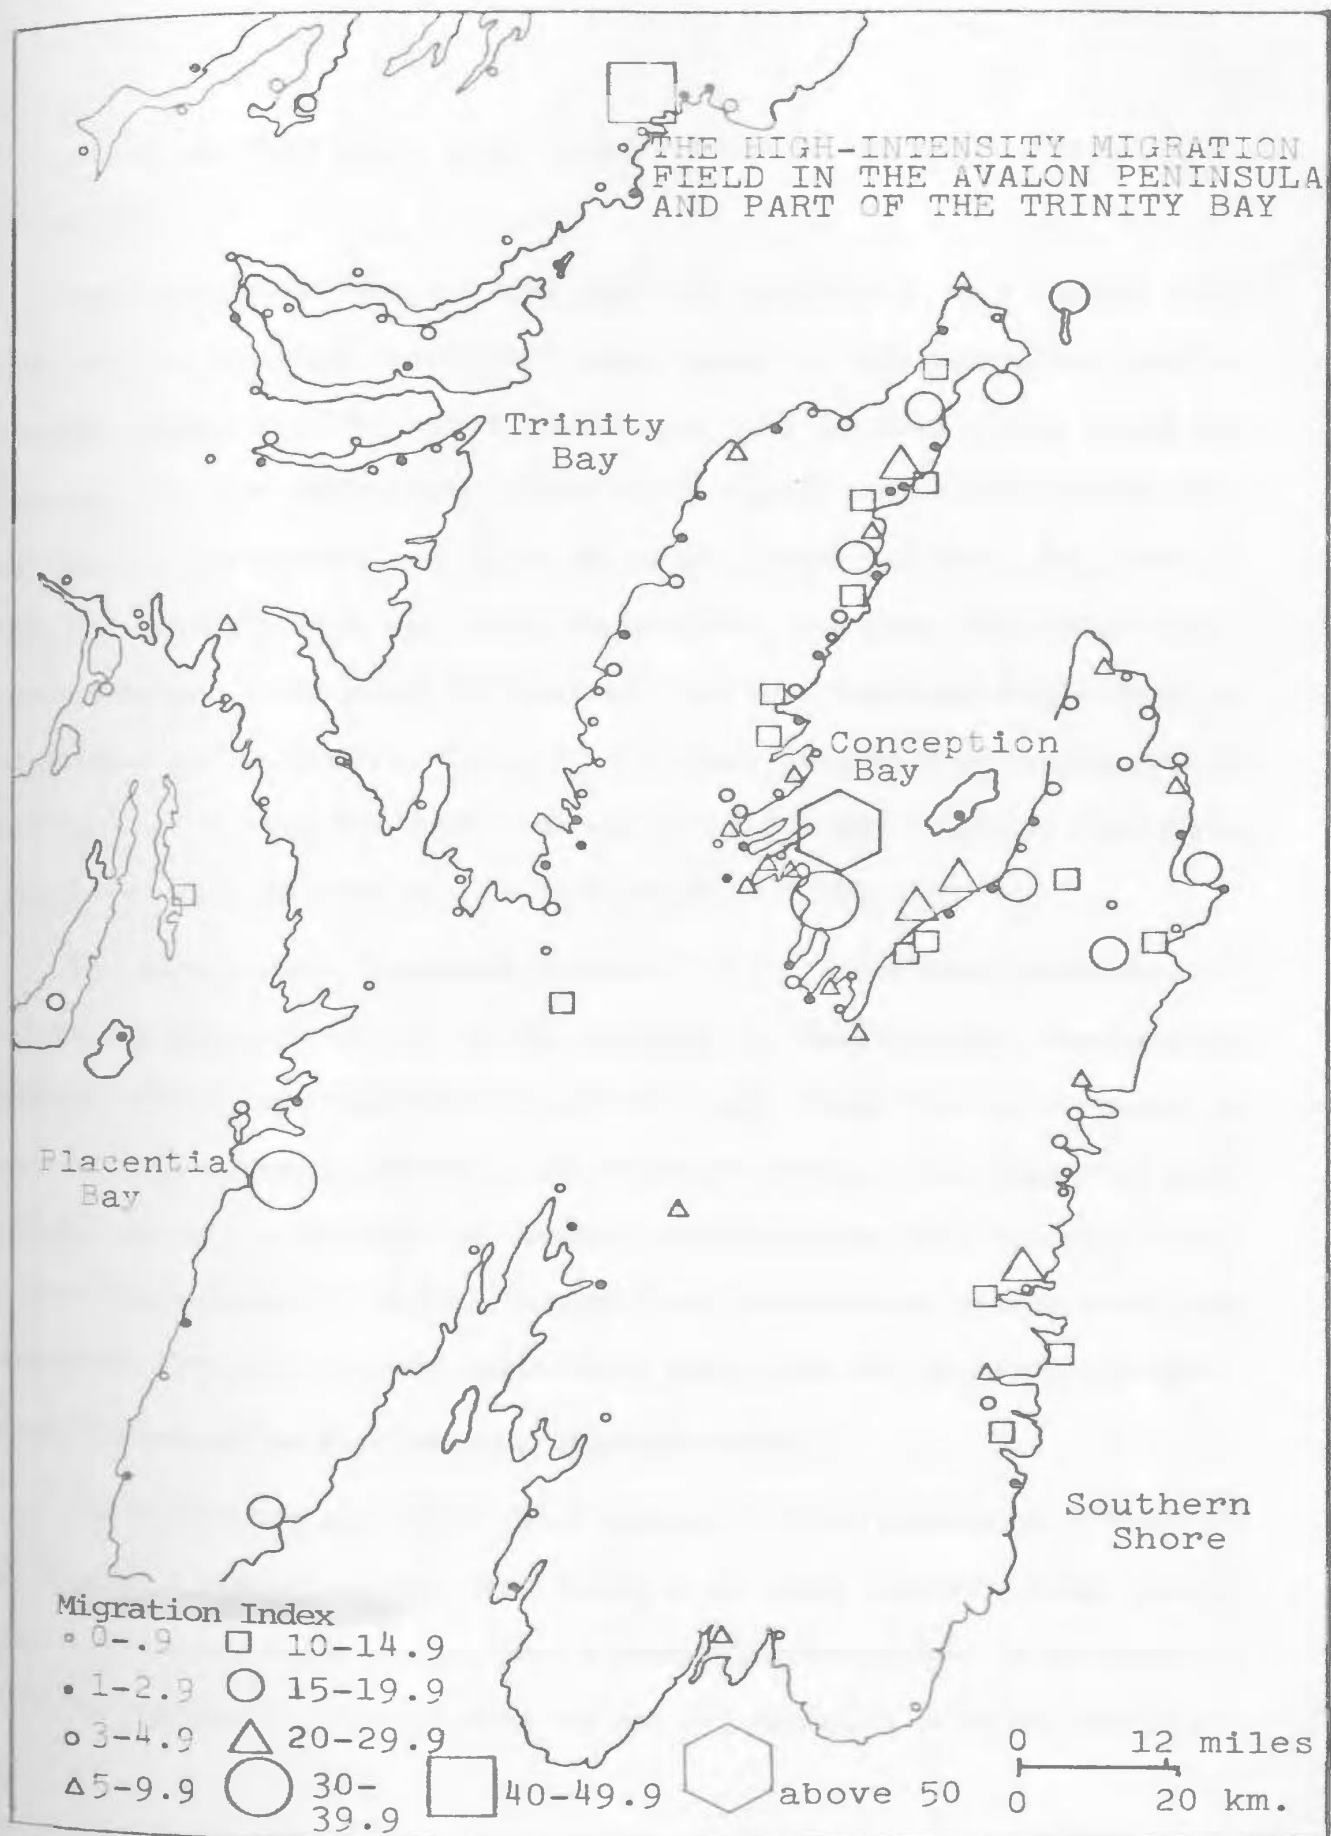 THE HIGH-INTENSITY MIGRATION
FIELD IN THE AVALON PENINSULA
AND PART OF THE TRINITY BAY
Trinity
Bay
Conception
Bay
Placentia
Bay
Southern
Shore
Migration Index
0-.9
1-2.9
3-4.9
5-9.9
10-14.9
15-19.9
20-29.9
30-
39.9
40-49.9
above 50
0 12 miles
0 20 km.